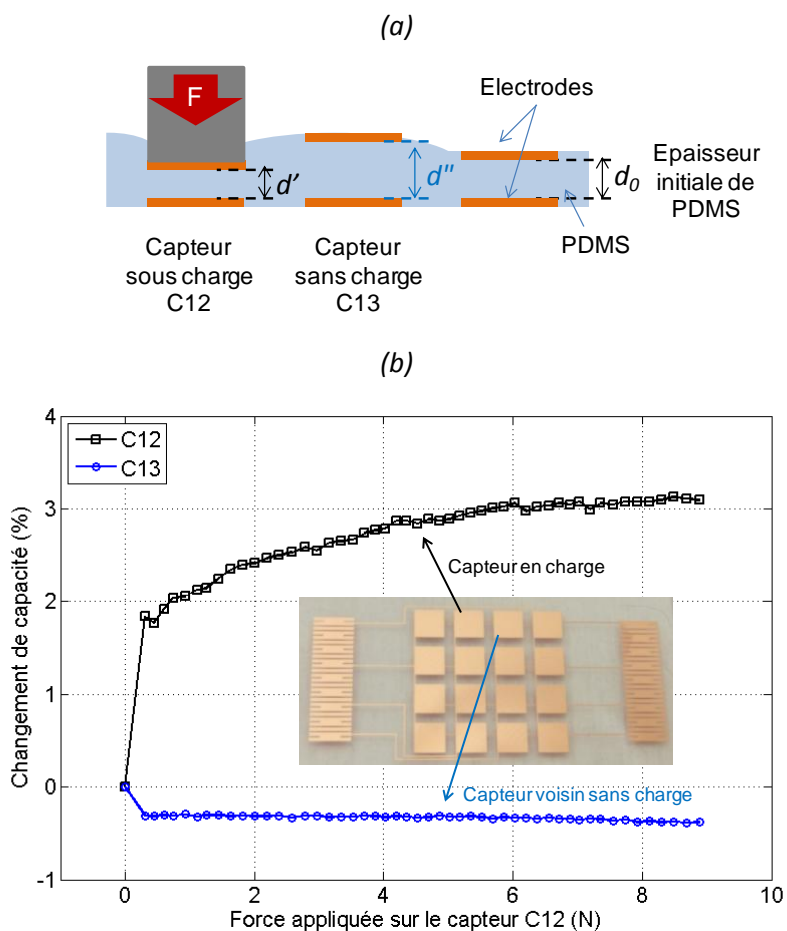 (a)
F
Electrodes
d'
d''
d0
Epaisseur
initiale de
PDMS
PDMS
Capteur
sous charge
C12
Capteur
sans charge
C13
(b)
4
3
2
1
0
-1
C12
C13
Capteur en charge
Capteur voisin sans charge
Changement de capacité (%)
0
2
4
6
8
10
Force appliquée sur le capteur C12 (N)